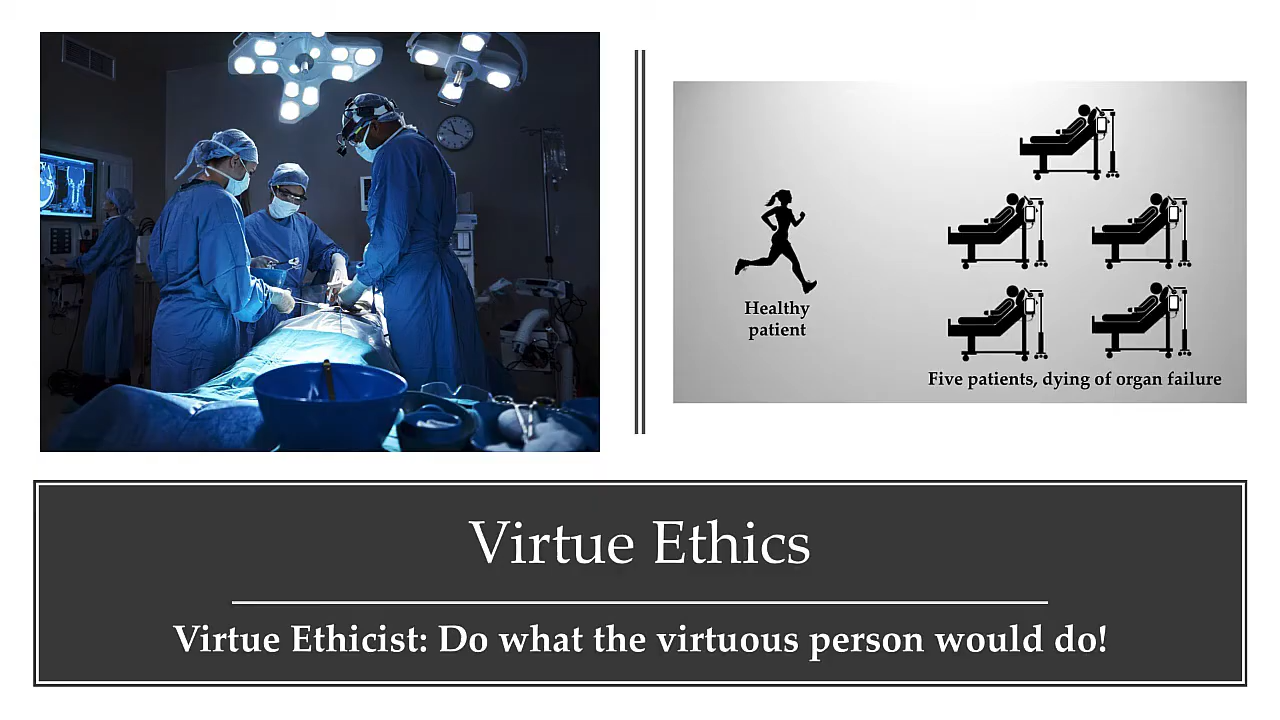 Healthy
patient
Five patients, dying of organ failure
Virtue Ethics
Virtue Ethicist: Do what the virtuous person would do!